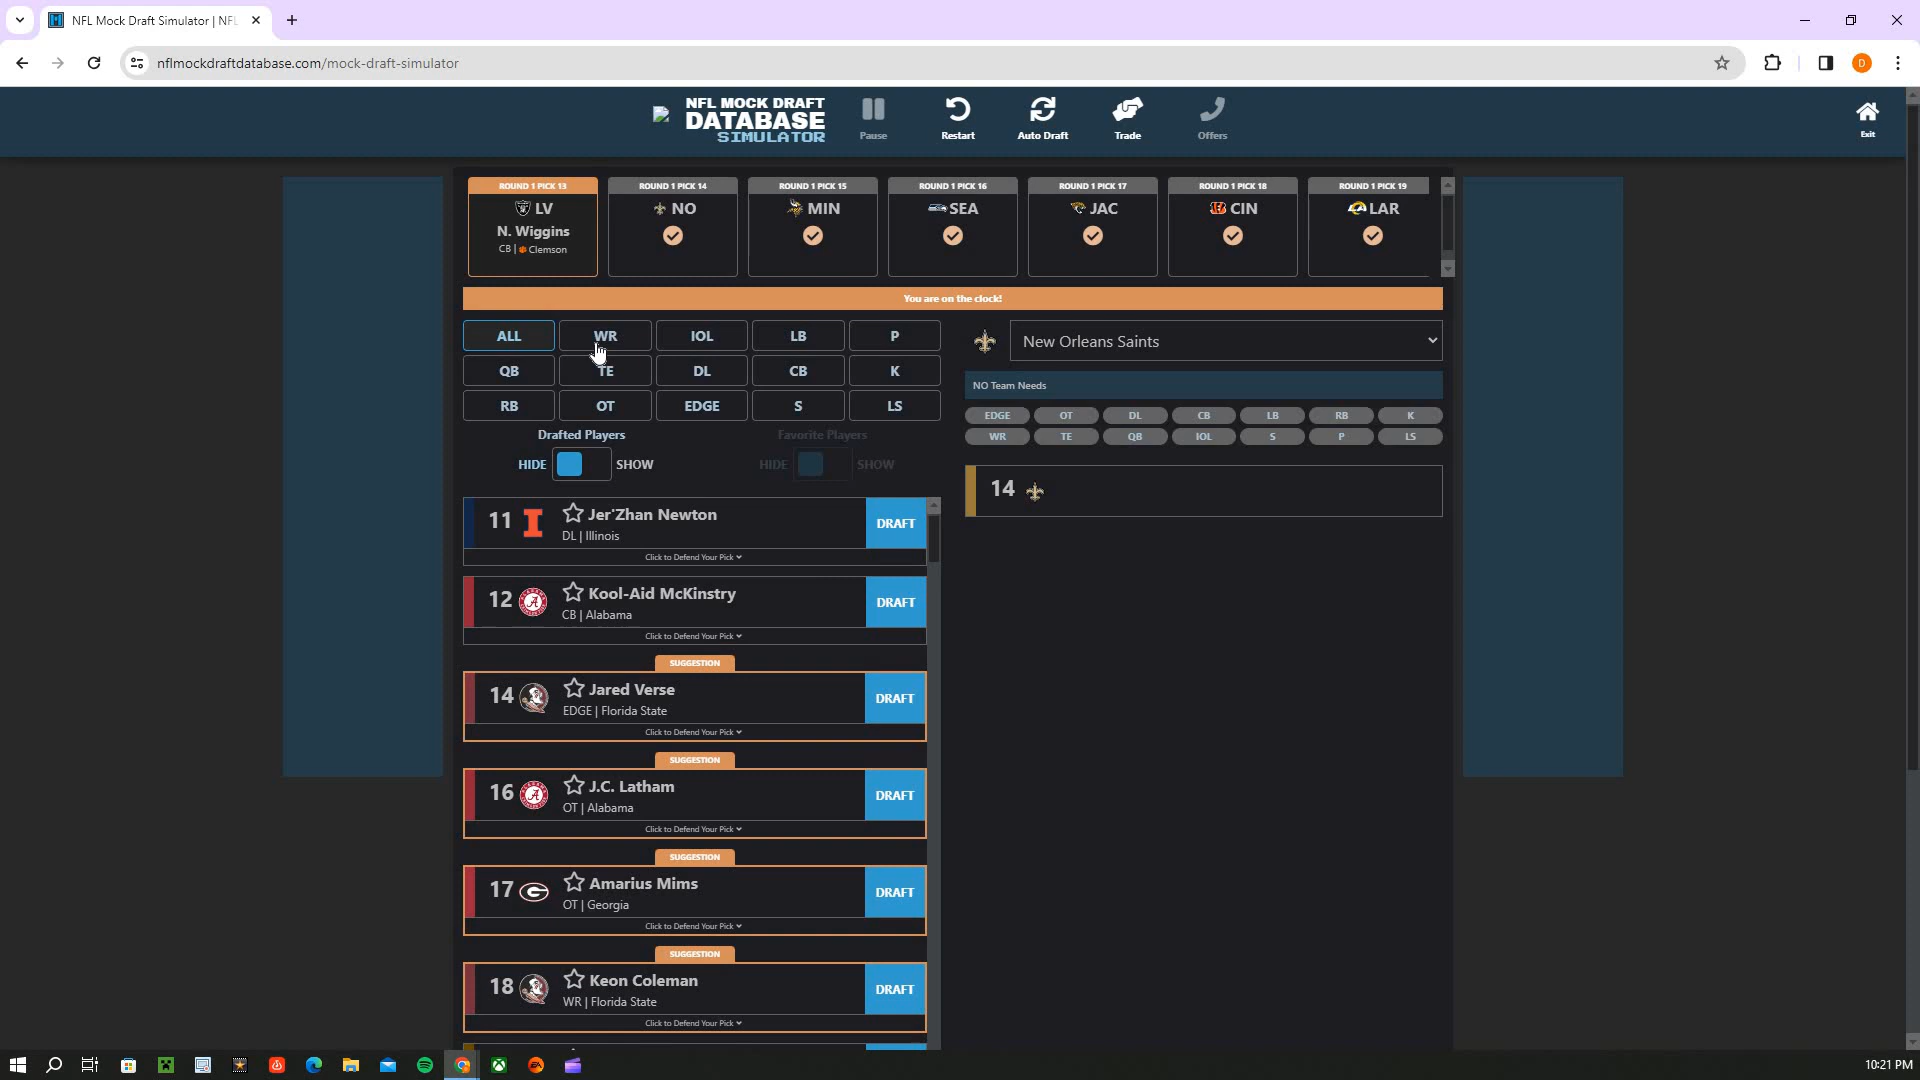 NFL Mock Draft Simulator | NFL
nflmockdraftdatabase.com/mock-draft-simulator
D
NFL MOCK DRAFT
DATABASE
SIMULATOR
Pause
Restart
Auto Draft
Trade
Offers
Exit
ROUND 1 PICK 13
LV
N. Wiggins
CB | Clemson
ROUND 1 PICK 14
NO
ROUND 1 PICK 15
MIN
ROUND 1 PICK 16
SEA
ROUND 1 PICK 17
JAC
ROUND 1 PICK 18
CIN
ROUND 1 PICK 19
LAR
You are on the clock!
ALL WR IOL LB P
QB TE DL CB K
RB OT EDGE S LS
Drafted Players
HIDE SHOW
Favorite Players
HIDE SHOW
New Orleans Saints
NO Team Needs
EDGE OT DL CB LB RB K
WR TE QB IOL S P LS
14
11 Jer'Zhan Newton
DL | Illinois
DRAFT
Click to Defend Your Pick
12 Kool-Aid McKinstry
CB | Alabama
DRAFT
Click to Defend Your Pick
SUGGESTION
14 Jared Verse
EDGE | Florida State
DRAFT
Click to Defend Your Pick
SUGGESTION
16 J.C. Latham
OT | Alabama
DRAFT
Click to Defend Your Pick
SUGGESTION
17 Amarius Mims
OT | Georgia
DRAFT
Click to Defend Your Pick
SUGGESTION
18 Keon Coleman
WR | Florida State
DRAFT
Click to Defend Your Pick
10:21 PM